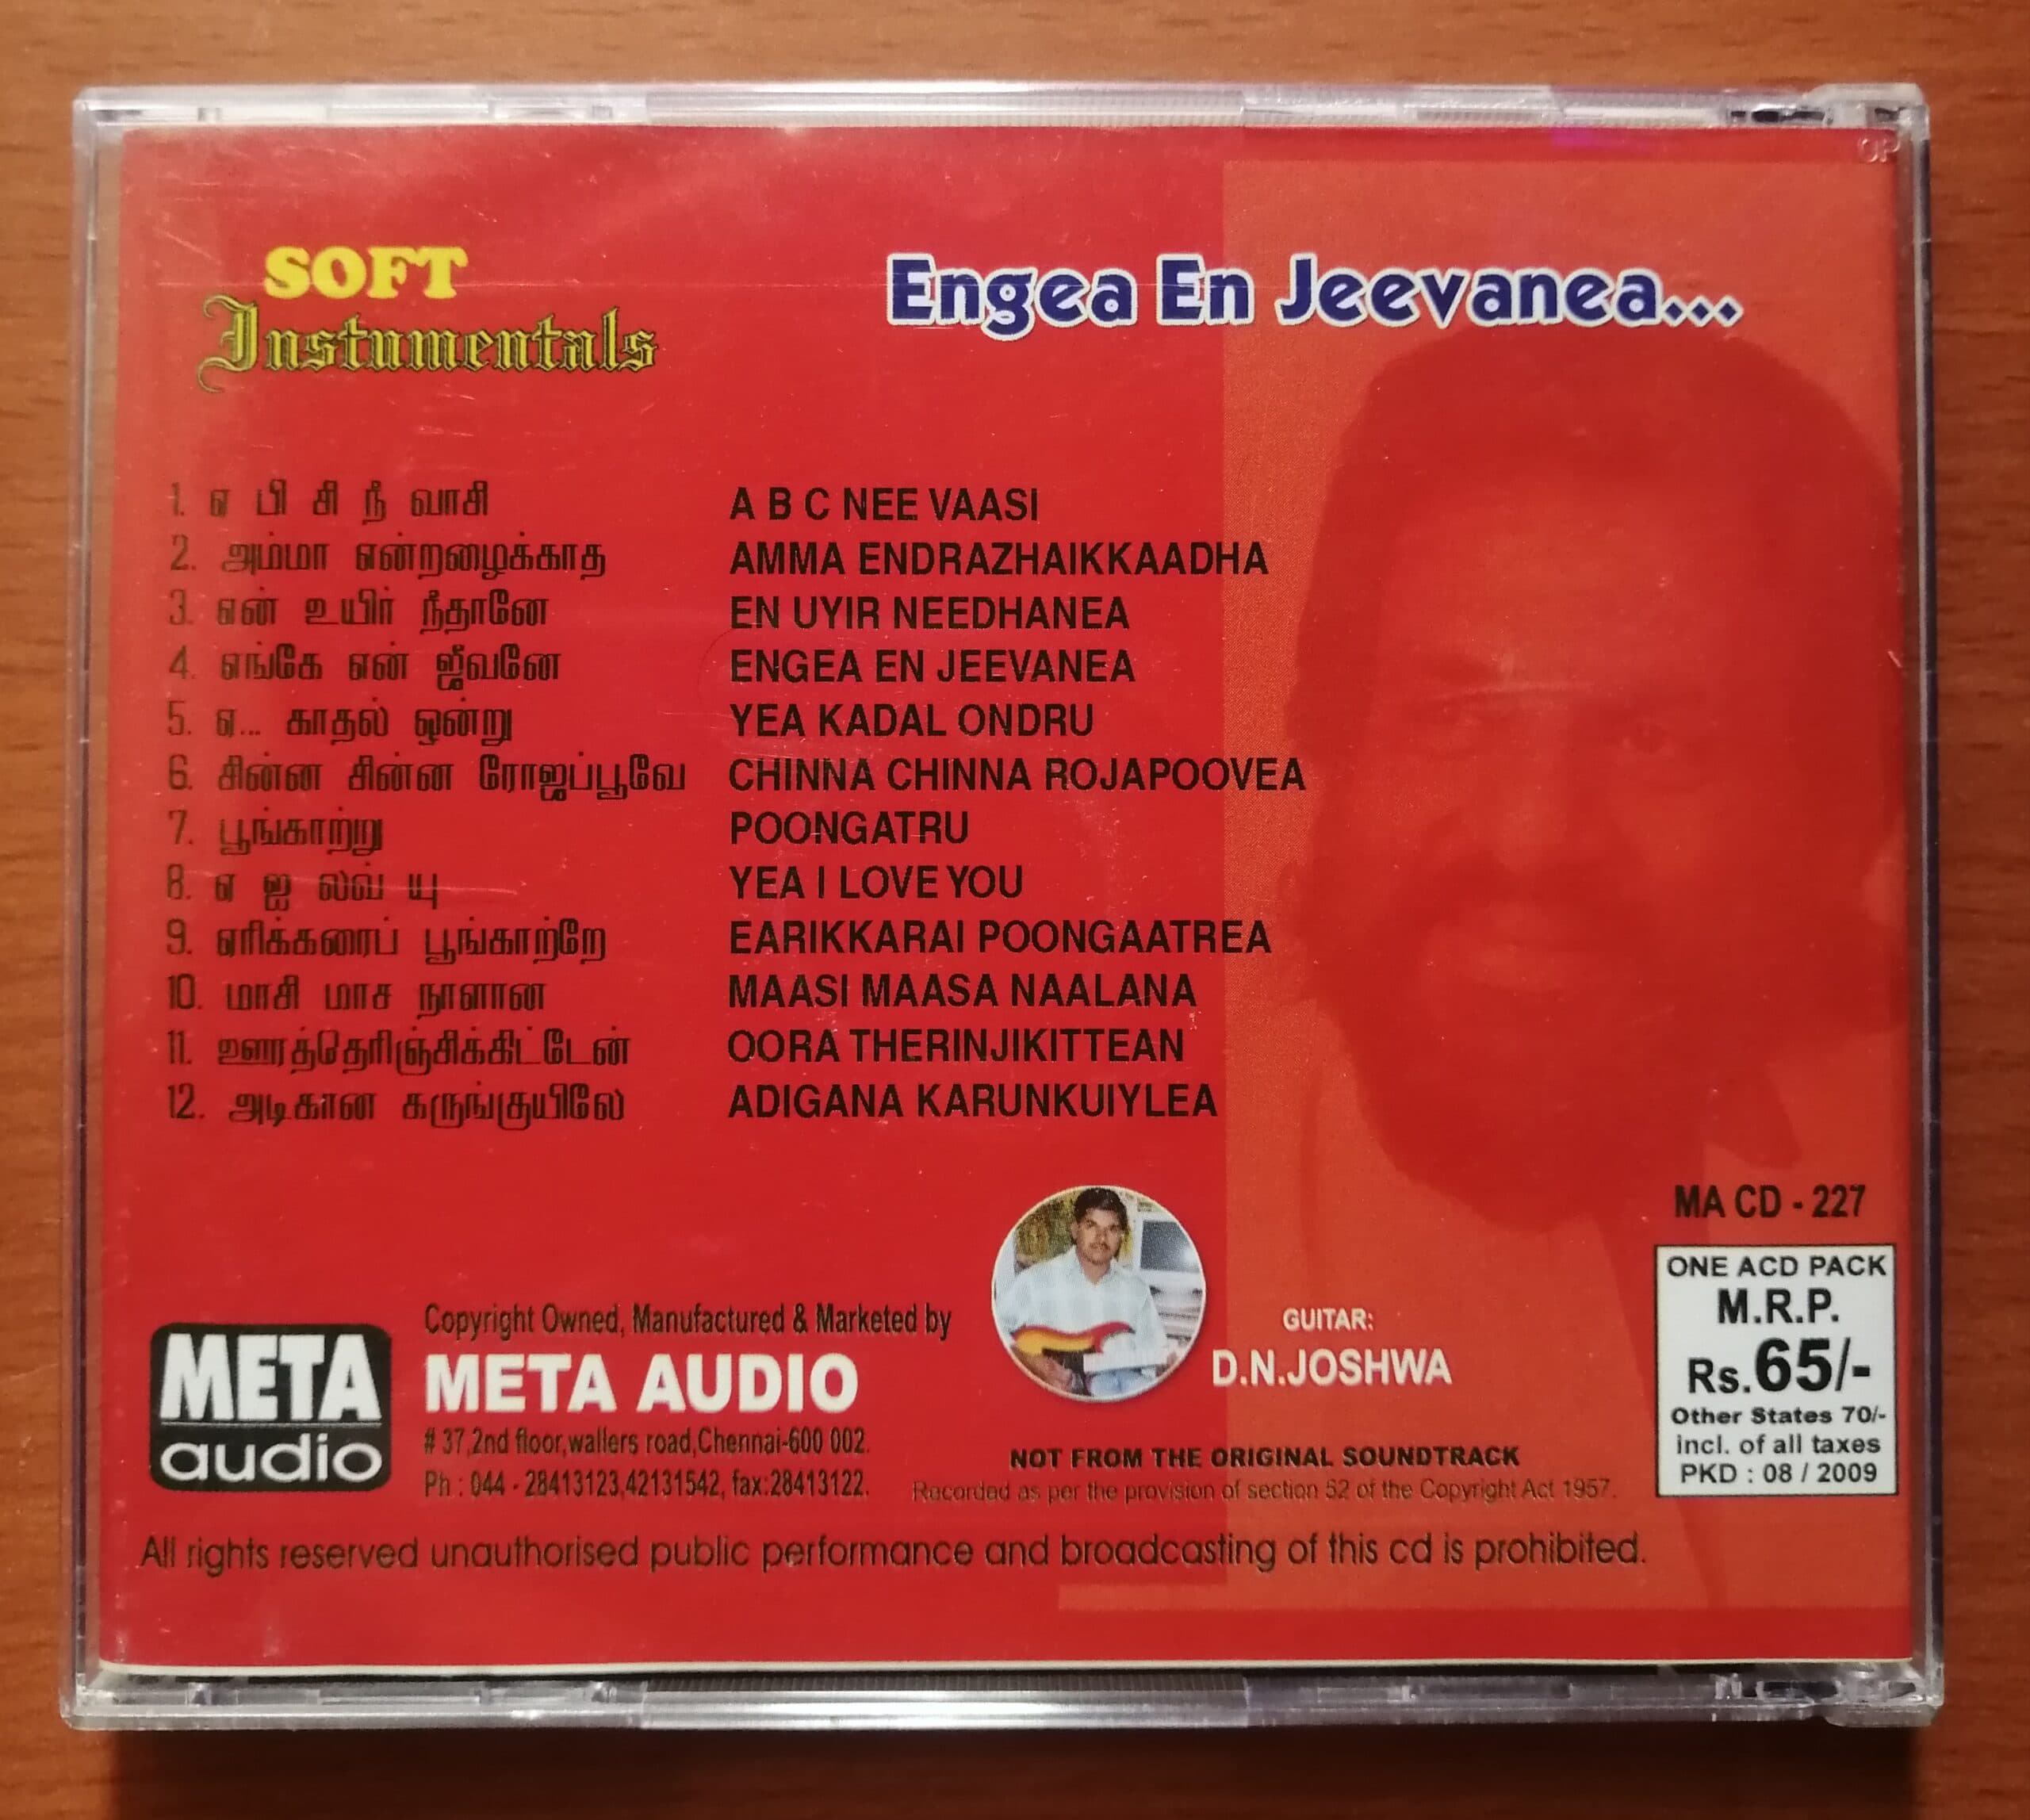 SOFT
Instumentals
Engea En Jeevanea...
1. ஏ பி சி நீ வாசி A B C NEE VAASI
2. அம்மா என்றழைக்காத AMMA ENDRAZHAIKKAADHA
3. என் உயிர் நீதானே EN UYIR NEEDHANEA
4. எங்கே என் ஜீவனே ENGEA EN JEEVANEA
5. ஏ... காதல் ஒன்று YEA KADAL ONDRU
6. சின்ன சின்ன ரோஜப்பூவே CHINNA CHINNA ROJAPOOVEA
7. பூங்காற்று POONGATRU
8. ஏ ஐ லவ் யு YEA I LOVE YOU
9. ஏரிக்கரைப் பூங்காற்றே EARIKKARAI POONGAATREA
10. மாசி மாச நாளான MAASI MAASA NAALANA
11. ஊரத்தெரிஞ்சிக்கிட்டேன் OORA THERINJIKITTEAN
12. அடிகான கருங்குயிலே ADIGANA KARUNKUIYLEA
MA CD - 227
ONE ACD PACK
M.R.P.
Rs.65/-
Other States 70/-
incl. of all taxes
PKD : 08 / 2009
META
audio
Copyright Owned, Manufactured & Marketed by
META AUDIO
# 37,2nd floor,wallers road,Chennai-600 002.
Ph : 044 - 28413123,42131542, fax:28413122.
GUITAR:
D.N.JOSHWA
NOT FROM THE ORIGINAL SOUNDTRACK
Recorded as per the provision of section 52 of the Copyright Act 1957.
All rights reserved unauthorised public performance and broadcasting of this cd is prohibited.